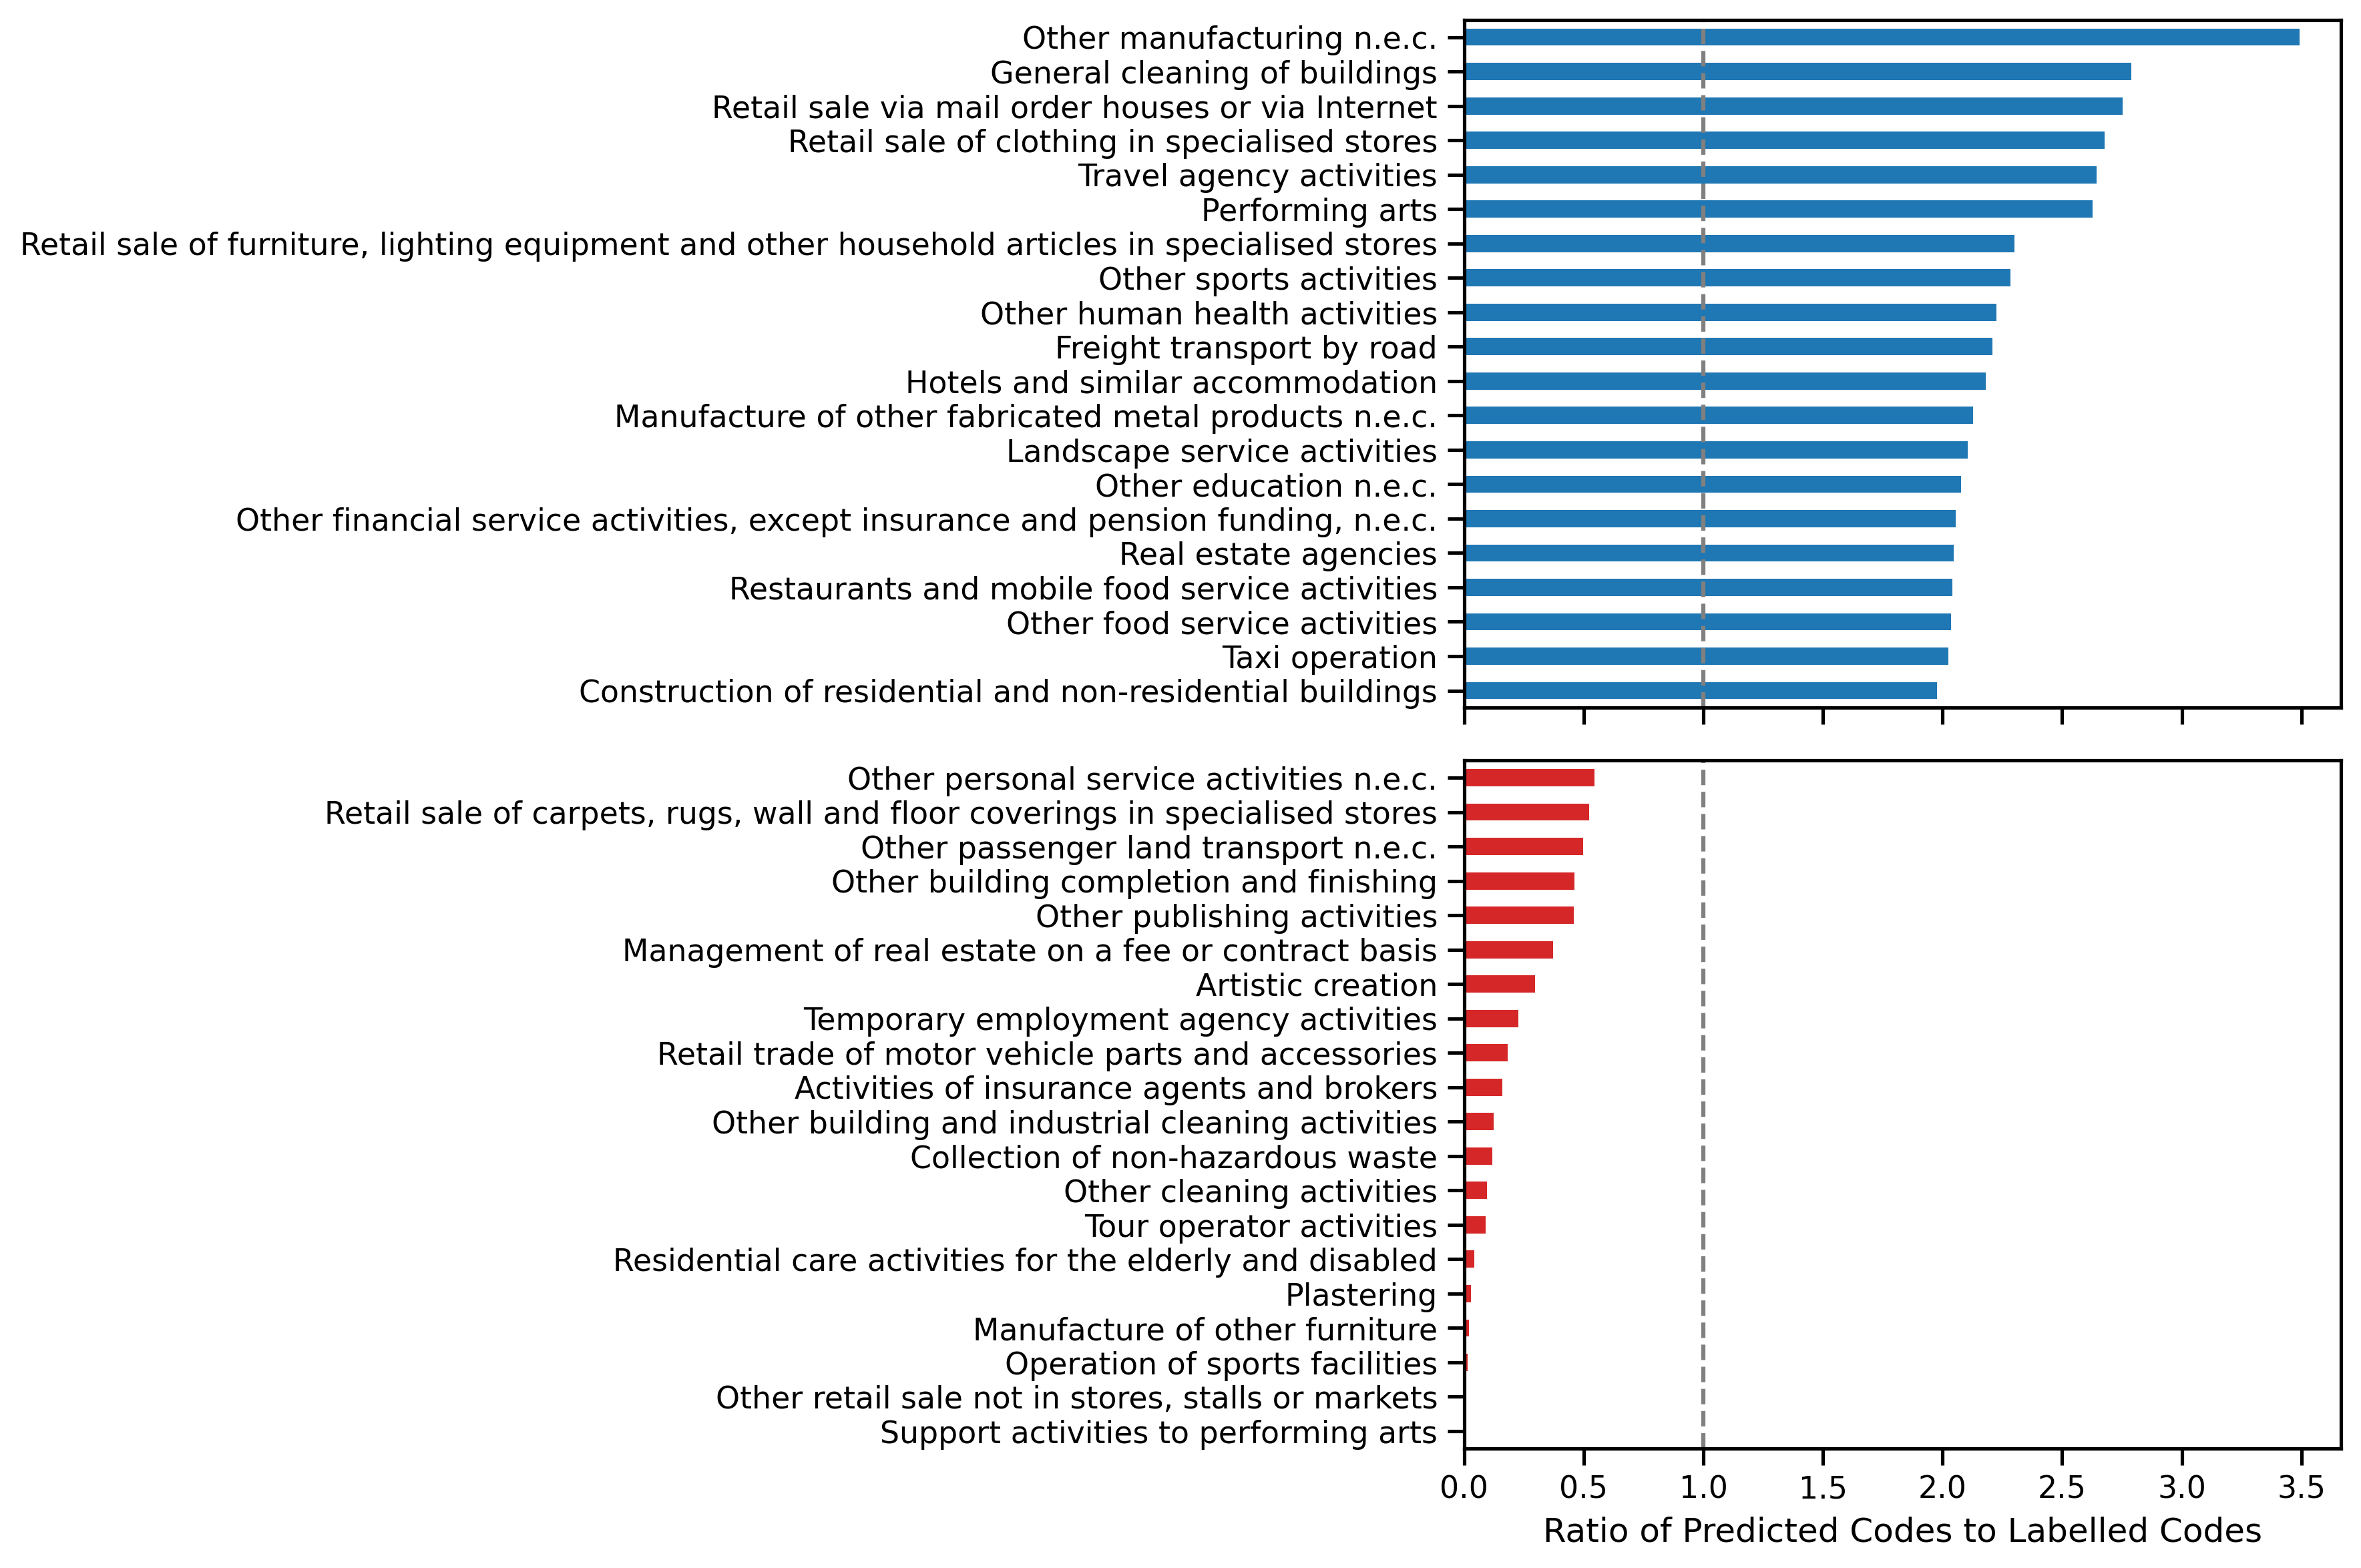 Other manufacturing n.e.c.
General cleaning of buildings
Retail sale via mail order houses or via Internet
Retail sale of clothing in specialised stores
Travel agency activities
Performing arts
Retail sale of furniture, lighting equipment and other household articles in specialised stores
Other sports activities
Other human health activities
Freight transport by road
Hotels and similar accommodation
Manufacture of other fabricated metal products n.e.c.
Landscape service activities
Other education n.e.c.
Other financial service activities, except insurance and pension funding, n.e.c.
Real estate agencies
Restaurants and mobile food service activities
Other food service activities
Taxi operation
Construction of residential and non-residential buildings
Other personal service activities n.e.c.
Retail sale of carpets, rugs, wall and floor coverings in specialised stores
Other passenger land transport n.e.c.
Other building completion and finishing
Other publishing activities
Management of real estate on a fee or contract basis
Artistic creation
Temporary employment agency activities
Retail trade of motor vehicle parts and accessories
Activities of insurance agents and brokers
Other building and industrial cleaning activities
Collection of non-hazardous waste
Other cleaning activities
Tour operator activities
Residential care activities for the elderly and disabled
Plastering
Manufacture of other furniture
Operation of sports facilities
Other retail sale not in stores, stalls or markets
Support activities to performing arts
0.0 0.5 1.0 1.5 2.0 2.5 3.0 3.5
Ratio of Predicted Codes to Labelled Codes